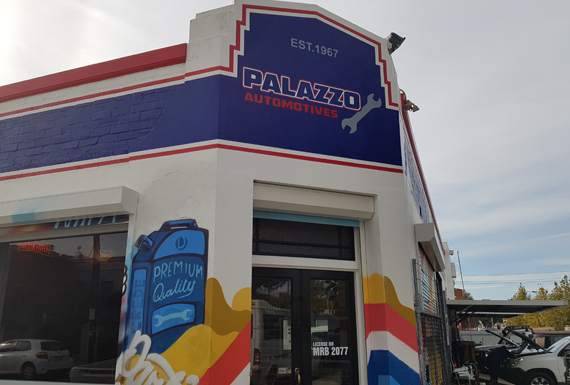 EST.1967
PALAZZO
AUTOMOTIVES
PREMIUM
Quality
LICENSE NO
MRB 2077